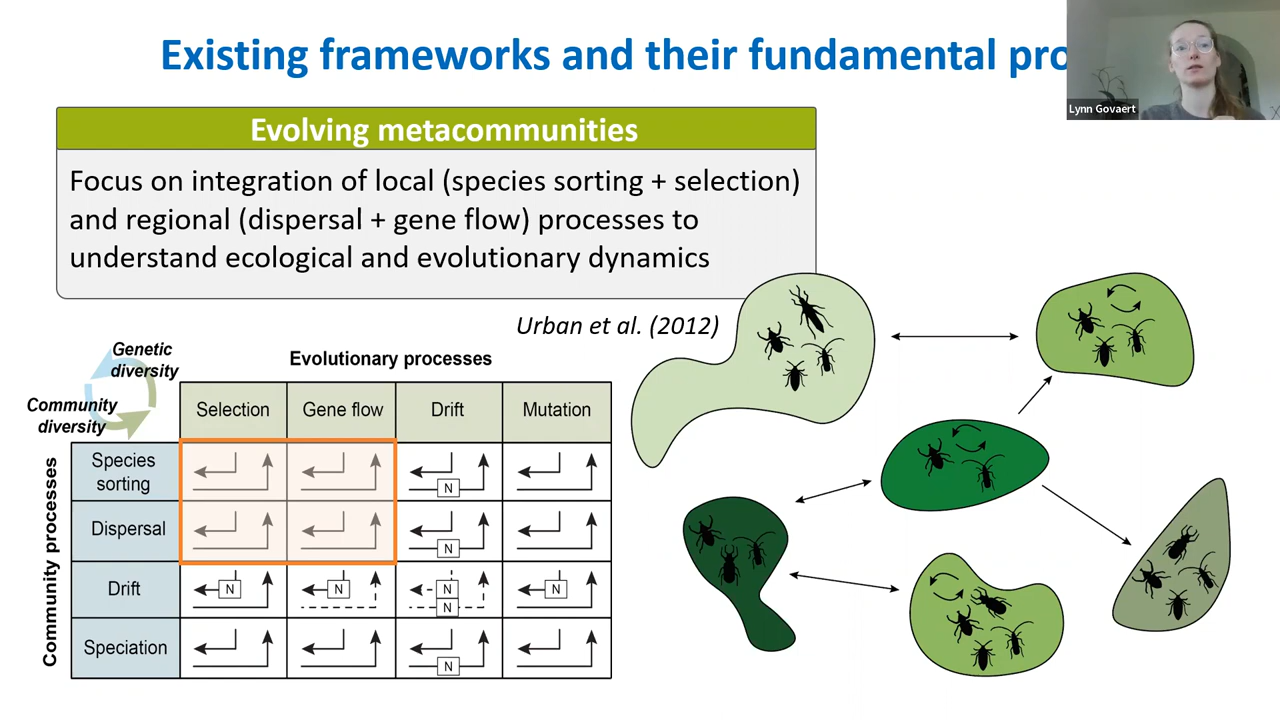 Existing frameworks and their fundamental pro
Lynn Govaert
Evolving metacommunities
Focus on integration of local (species sorting + selection)
and regional (dispersal + gene flow) processes to
understand ecological and evolutionary dynamics
Urban et al. (2012)
Genetic
diversity
Community
diversity
Evolutionary processes
Selection
Gene flow
Drift
Mutation
Community processes
Species
sorting
N
Dispersal
N
Drift
N
N
N
N
N
Speciation
N